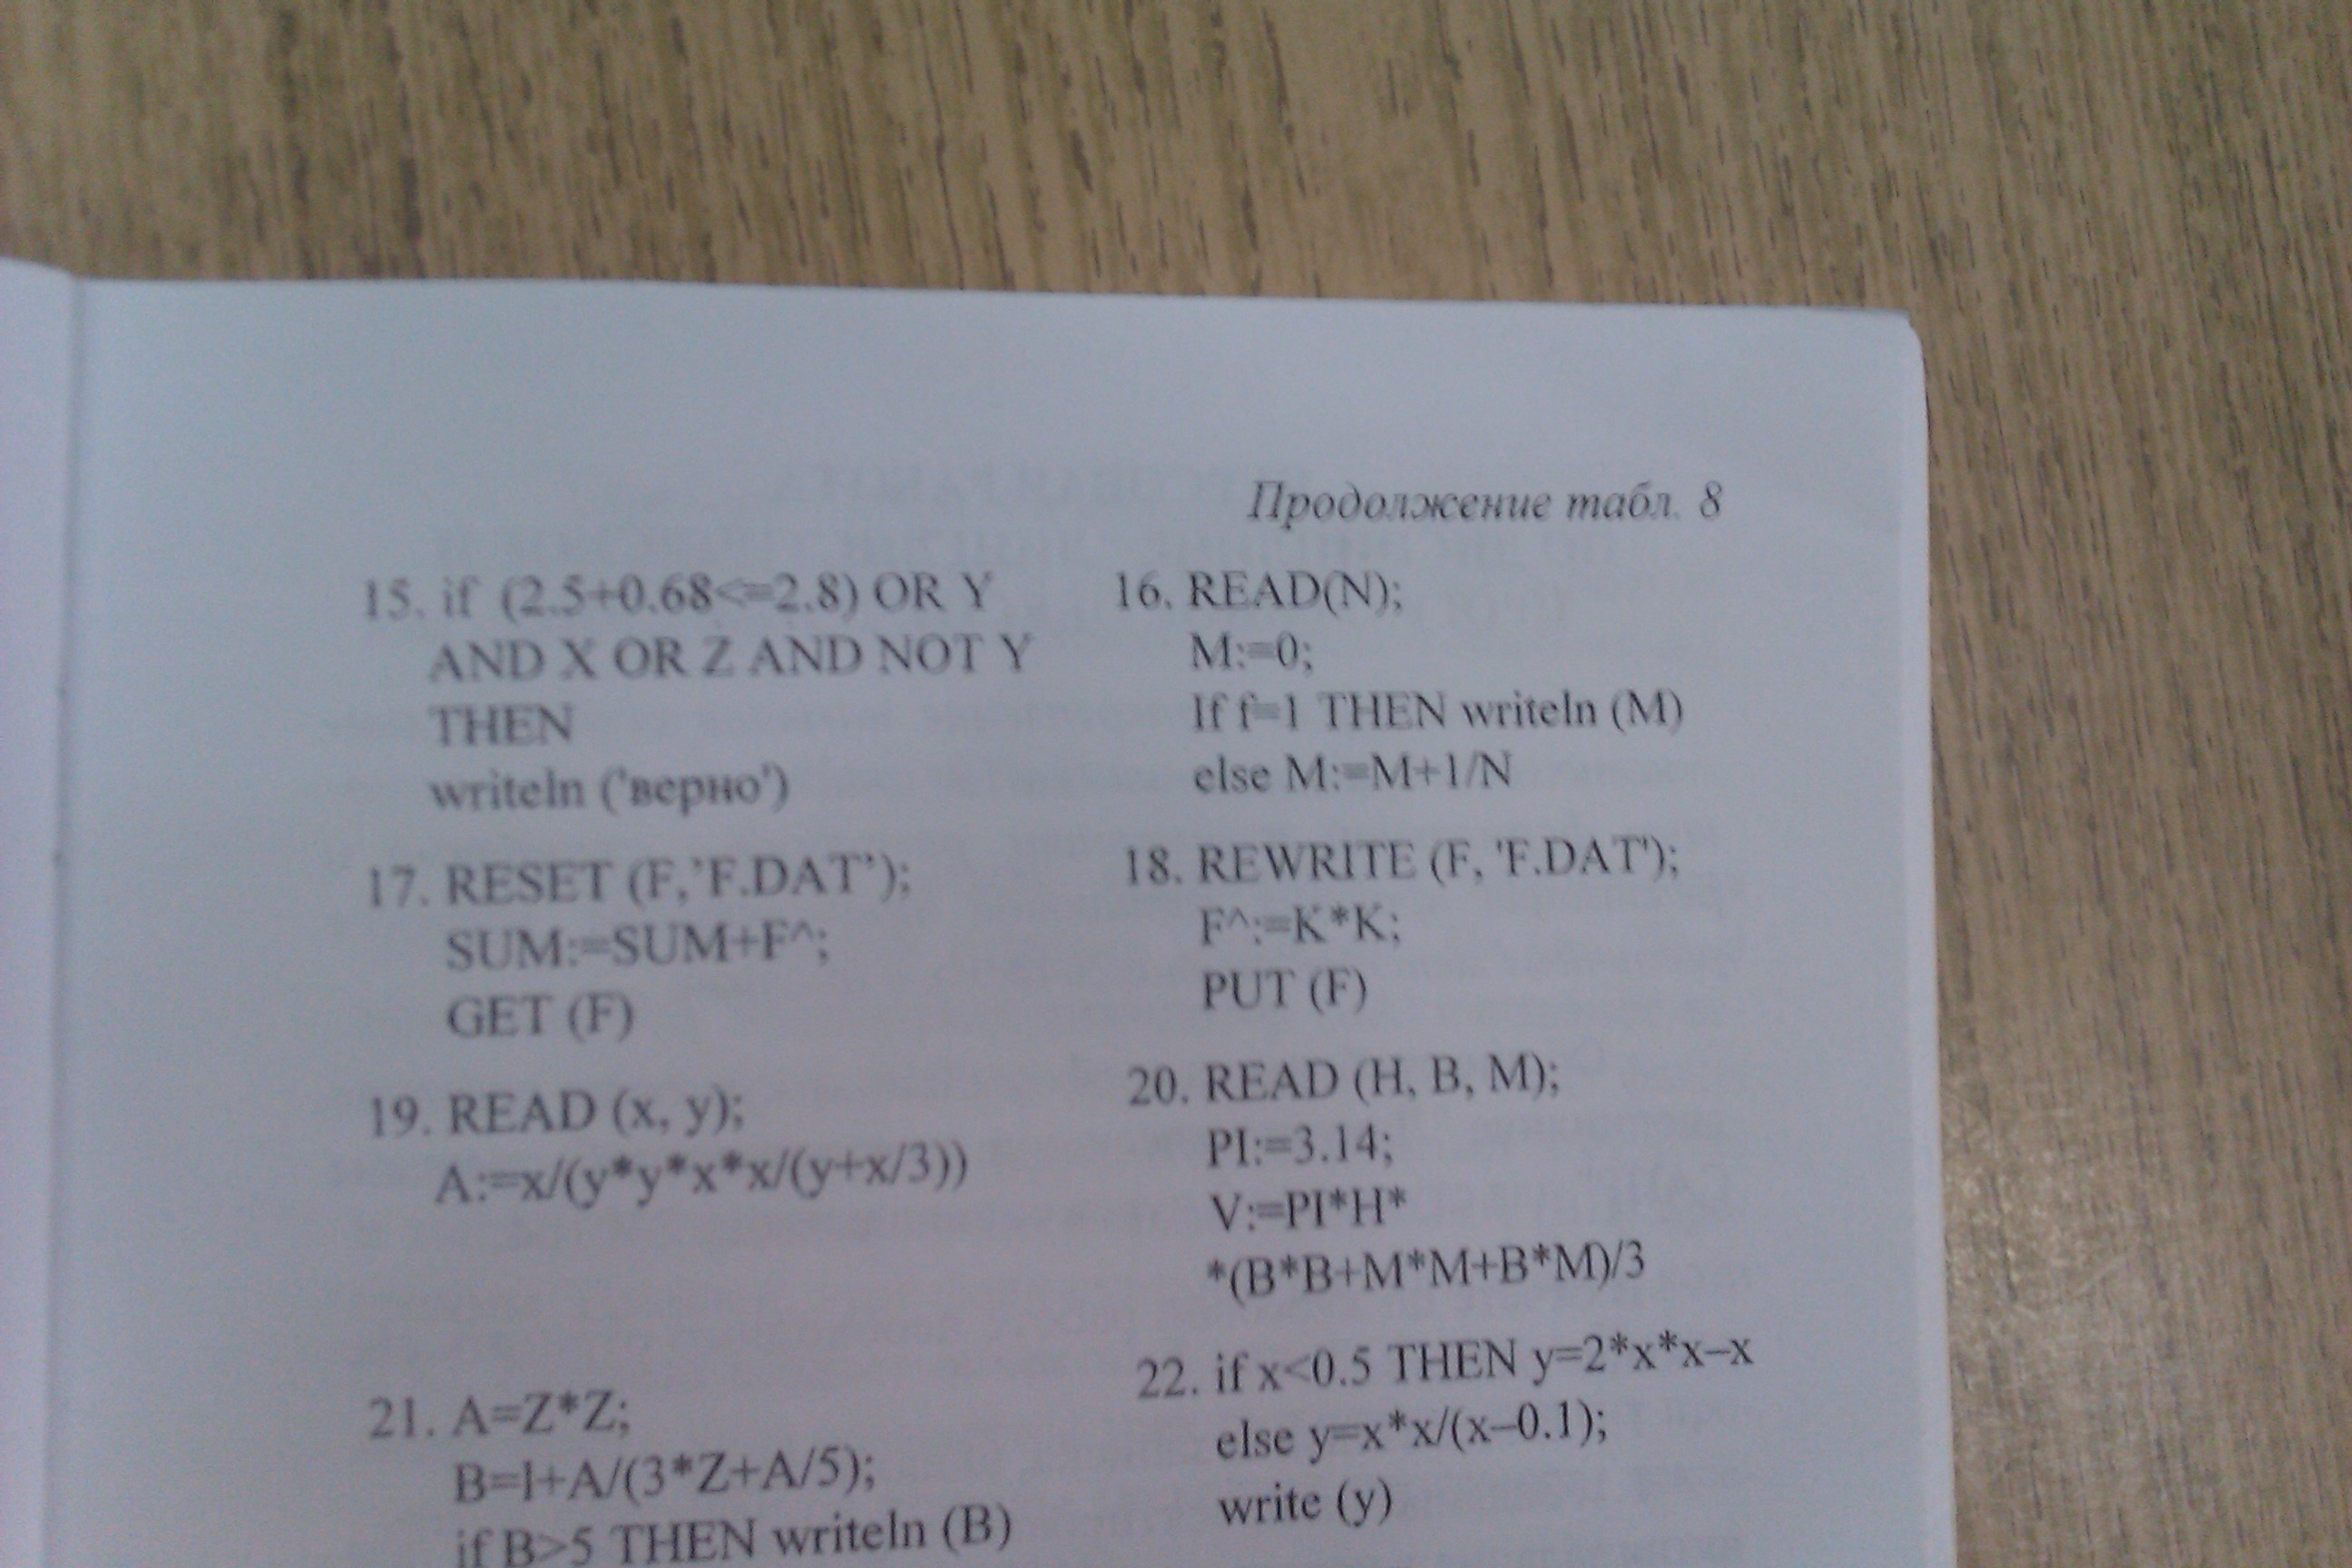 Продолжение табл. 8
15. if (2.5+0.68<=2.8) OR Y
AND X OR Z AND NOT Y
THEN
writeln ('верно')
16. READ(N);
M:=0;
If f=1 THEN writeln (M)
else M:=M+1/N
17. RESET (F,’F.DAT’);
SUM:=SUM+F^;
GET (F)
18. REWRITE (F, 'F.DAT');
F^:=K*K;
PUT (F)
19. READ (x, y);
A:=x/(y*y*x*x/(y+x/3))
20. READ (H, B, M);
PI:=3.14;
V:=PI*H*
*(B*B+M*M+B*M)/3
21. A=Z*Z;
B=1+A/(3*Z+A/5);
if B>5 THEN writeln (B)
22. if x<0.5 THEN y=2*x*x–x
else y=x*x/(x–0.1);
write (y)